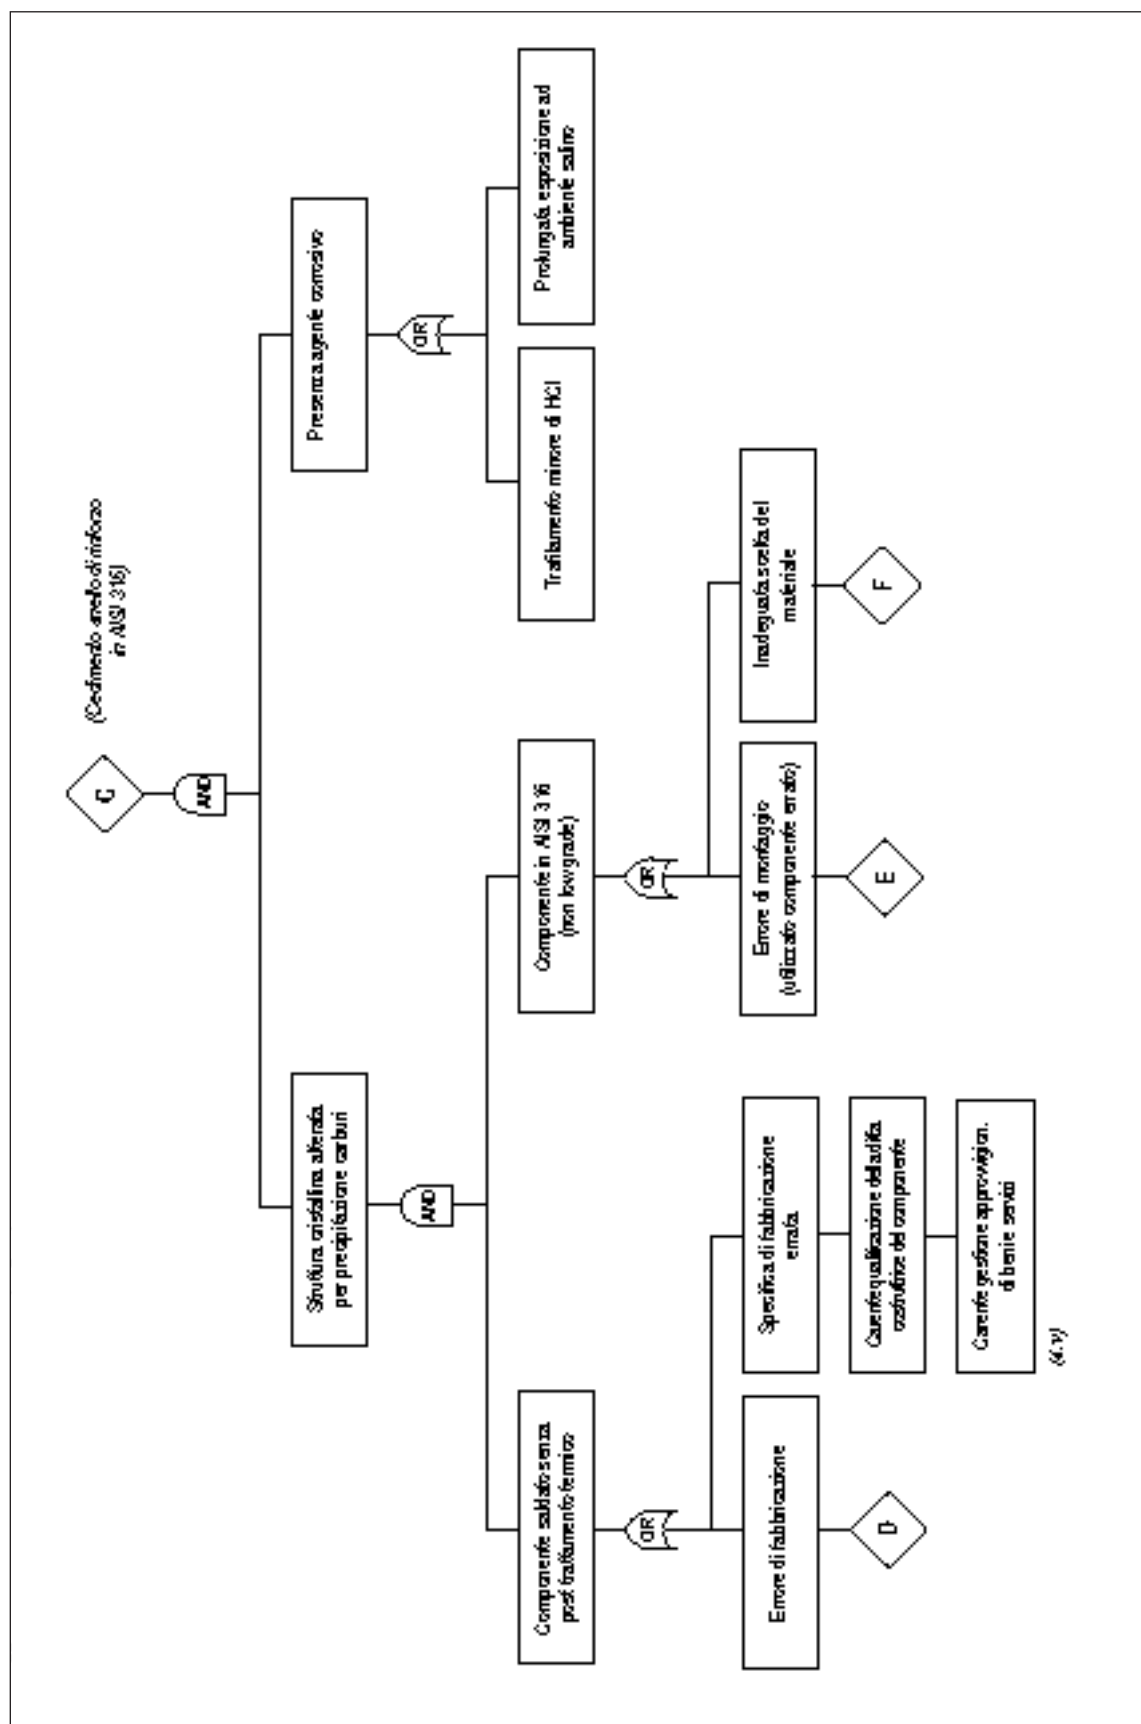 (Cedimento anello di rinforzo
in AISI 316)
AND
Struttura cristallina alterata
per precipitazione carburi
Presenza agente corrosivo
AND
OR
Componente saldato senza
post trattamento termico
Componente in AISI 316
(non low grade)
Trafilamento minore di HCl
Prolungata esposizione ad
ambiente salino
OR
OR
Errore di fabbricazione
Specifica di fabbricazione
errata
Errore di montaggio
(utilizzato componente errato)
Inadeguata scelta del
materiale
D
Carente qualificazione della ditta
costruttrice del componente
E
F
Carente gestione approvvigion.
di beni e servizi